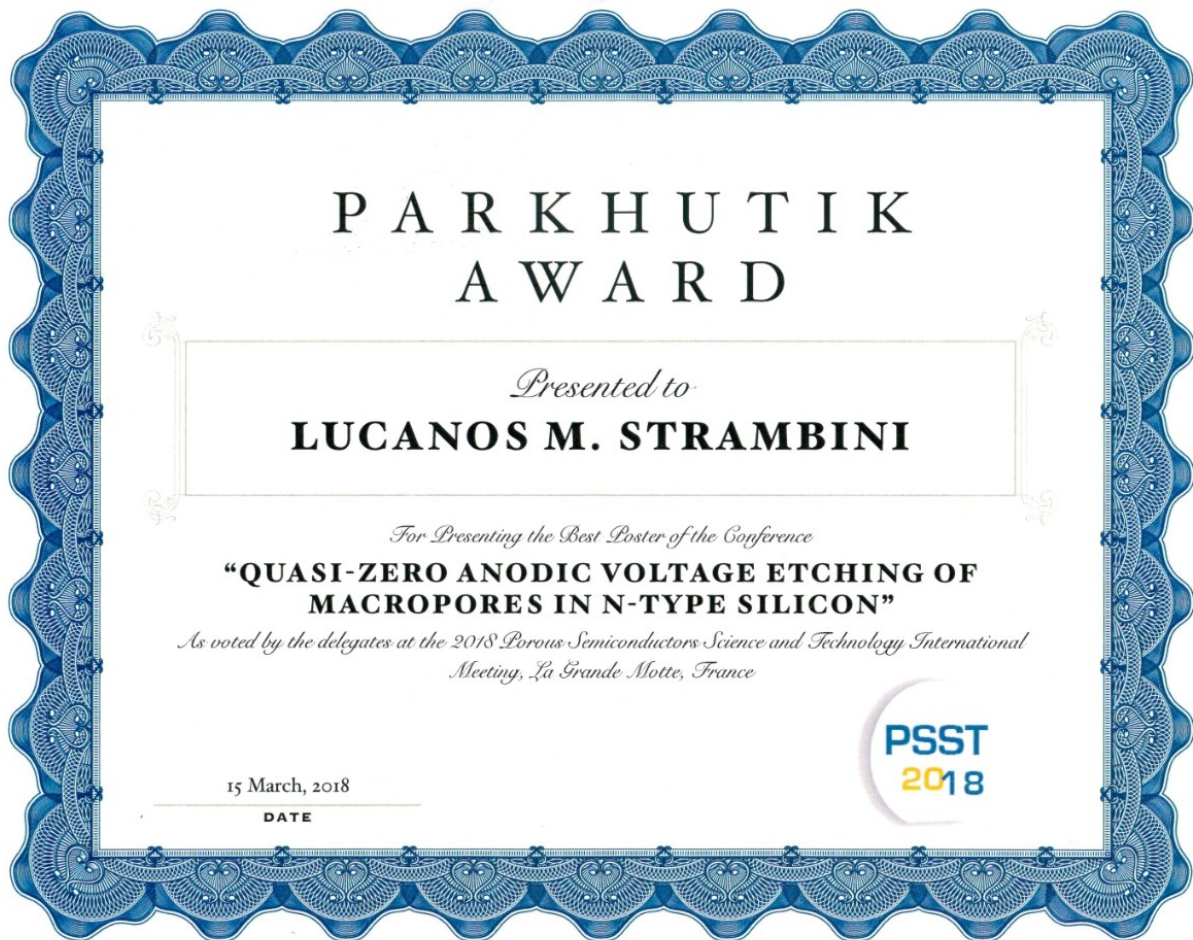 PARKHUTIK
AWARD
Presented to
LUCANOS M. STRAMBINI
For Presenting the Best Poster of the Conference
“QUASI-ZERO ANODIC VOLTAGE ETCHING OF
MACROPORES IN N-TYPE SILICON”
As voted by the delegates at the 2018 Porous Semiconductors Science and Technology International
Meeting, La Grande Motte, France
PSST
2018
15 March, 2018
DATE